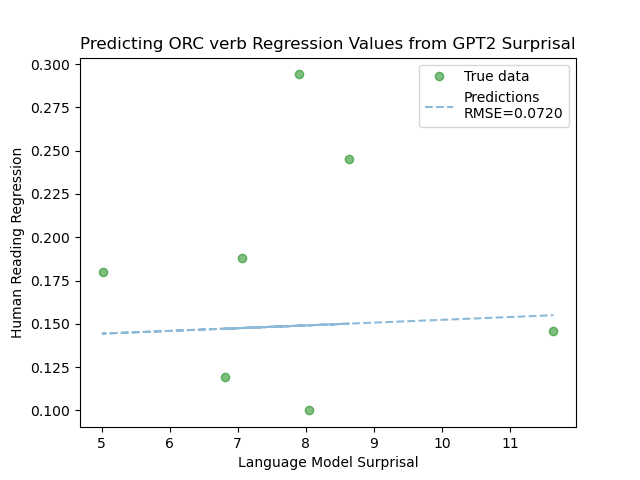 Predicting ORC verb Regression Values from GPT2 Surprisal
0.300
0.275
0.250
0.225
0.200
0.175
0.150
0.125
0.100
Human Reading Regression
True data
Predictions
RMSE=0.0720
5 6 7 8 9 10 11
Language Model Surprisal